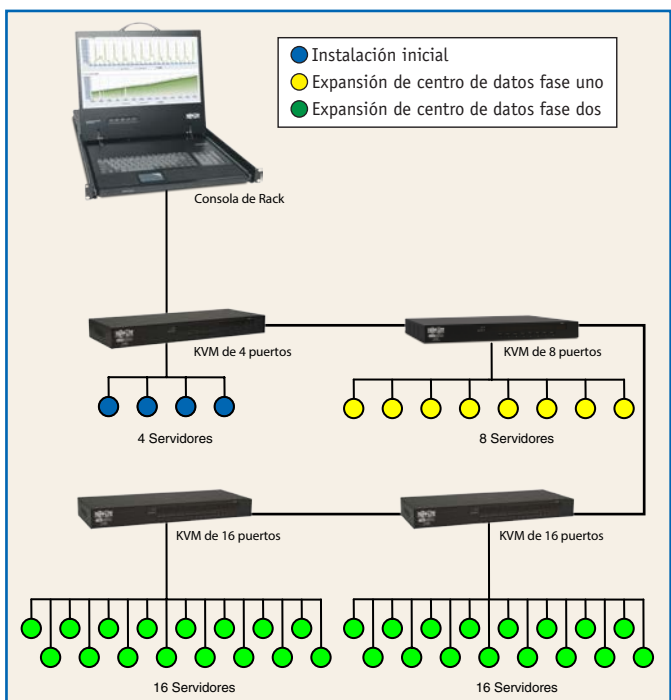 Instalación inicial
Expansión de centro de datos fase uno
Expansión de centro de datos fase dos
Consola de Rack
KVM de 4 puertos
KVM de 8 puertos
4 Servidores
8 Servidores
KVM de 16 puertos
KVM de 16 puertos
16 Servidores
16 Servidores